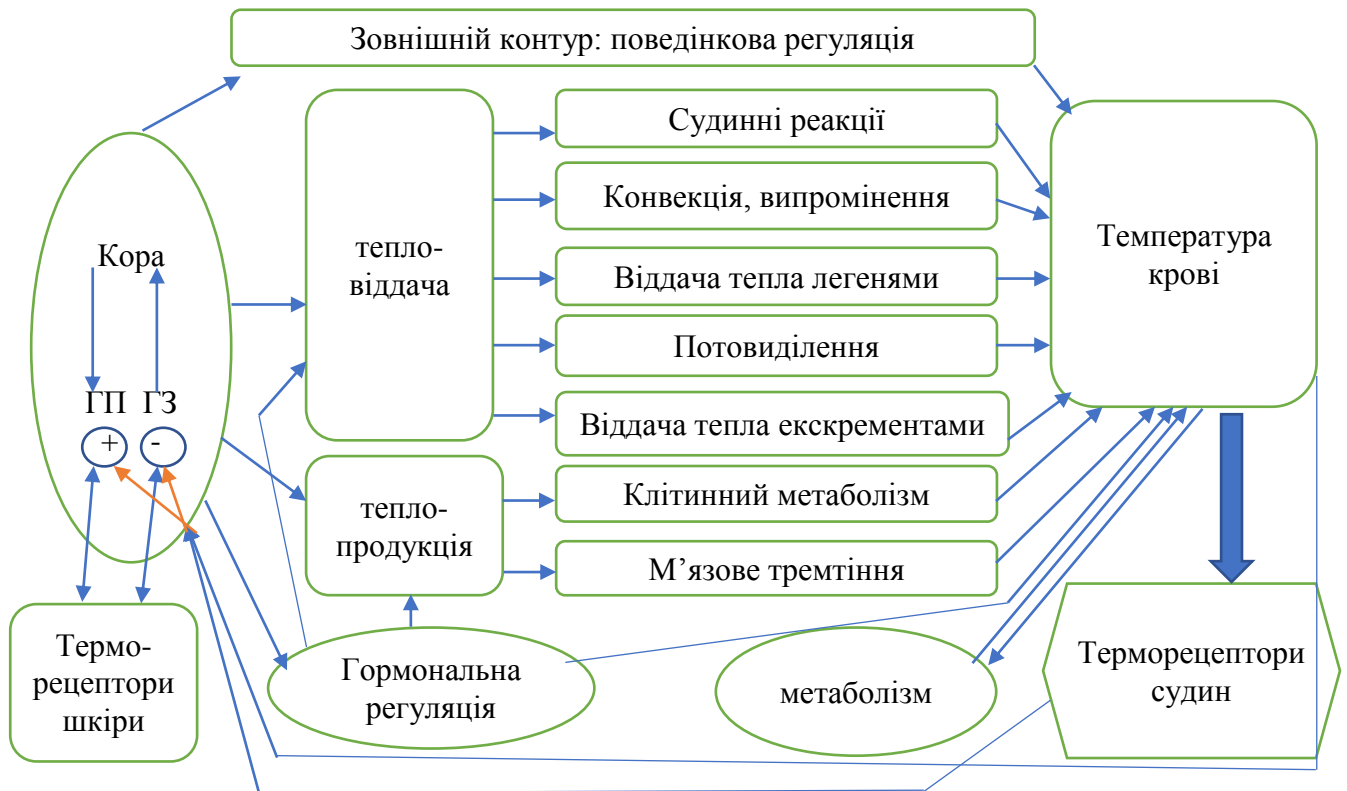 Зовнішній контур: поведінкова регуляція
Кора
ГП ГЗ
+ -
Термо-
рецептори
шкіри
тепло-
віддача
тепло-
продукція
Гормональна
регуляція
Судинні реакції
Конвекція, випромінення
Віддача тепла легенями
Потовиділення
Віддача тепла екскрементами
Клітинний метаболізм
М’язове тремтіння
метаболізм
Температура
крові
Терморецептори
судин